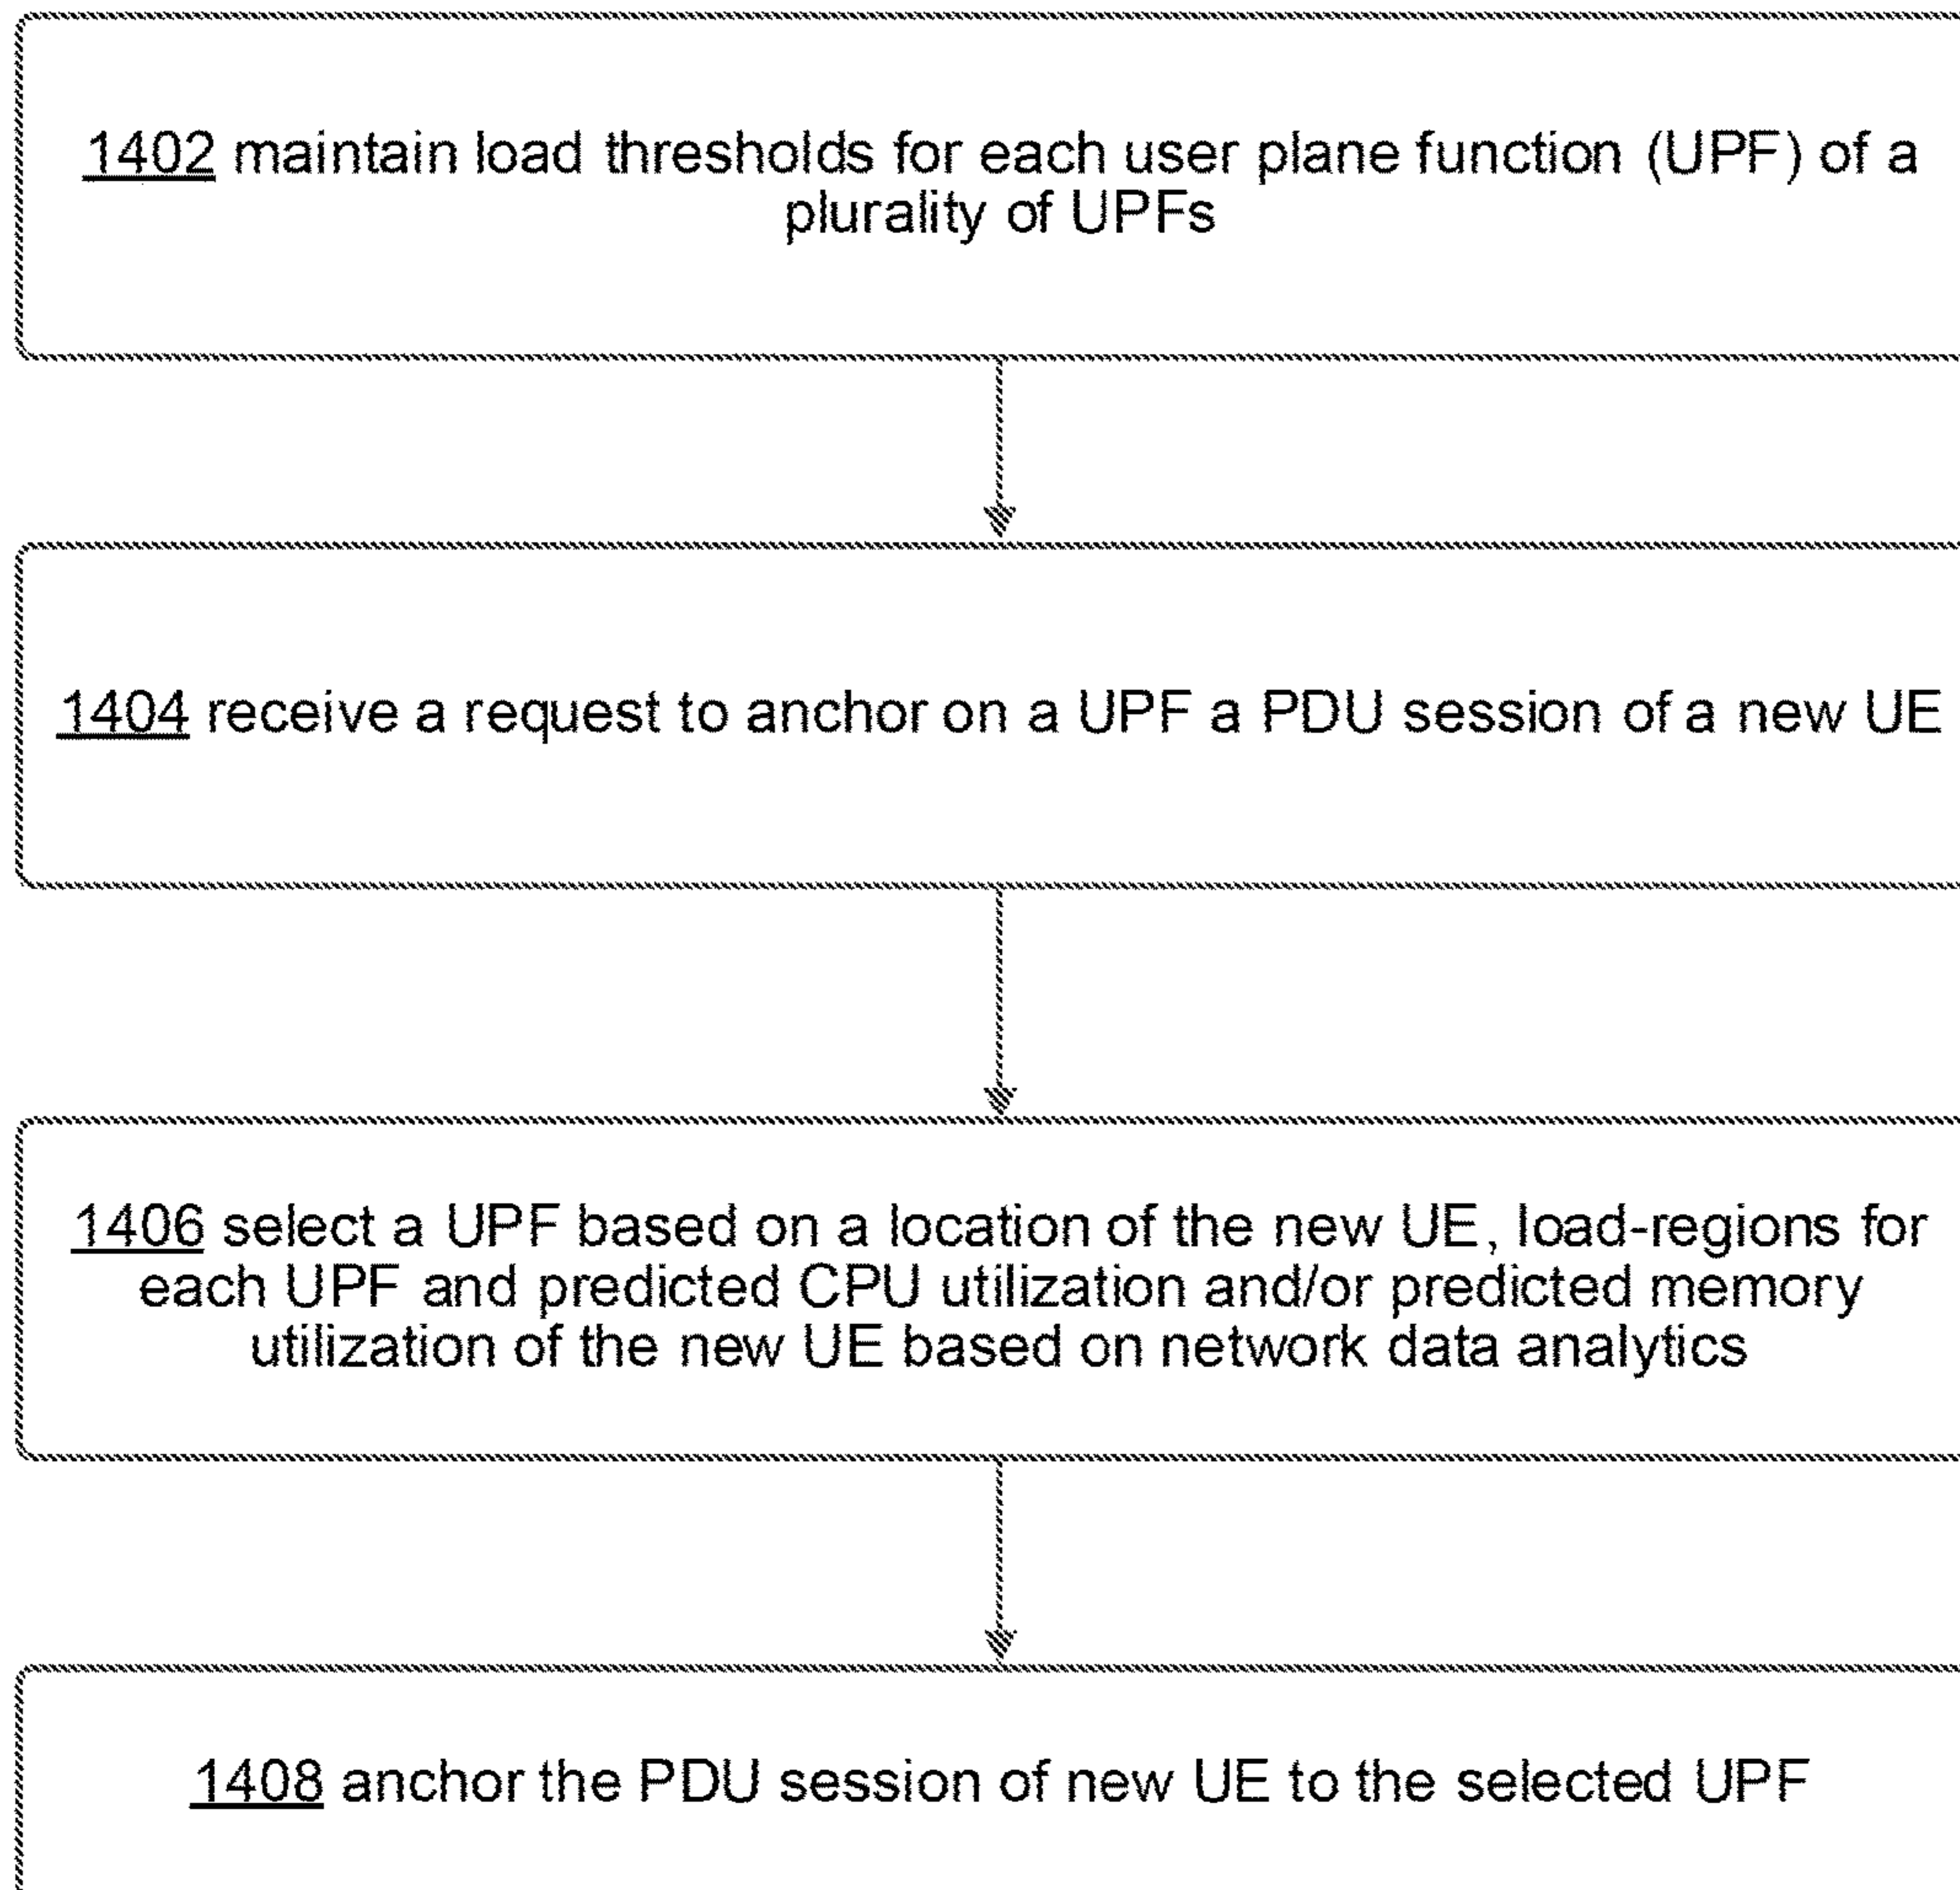 1402 maintain load thresholds for each user plane function (UPF) of a
plurality of UPFs
1404 receive a request to anchor on a UPF a PDU session of a new UE
1406 select a UPF based on a location of the new UE, load-regions for
each UPF and predicted CPU utilization and/or predicted memory
utilization of the new UE based on network data analytics
1408 anchor the PDU session of new UE to the selected UPF